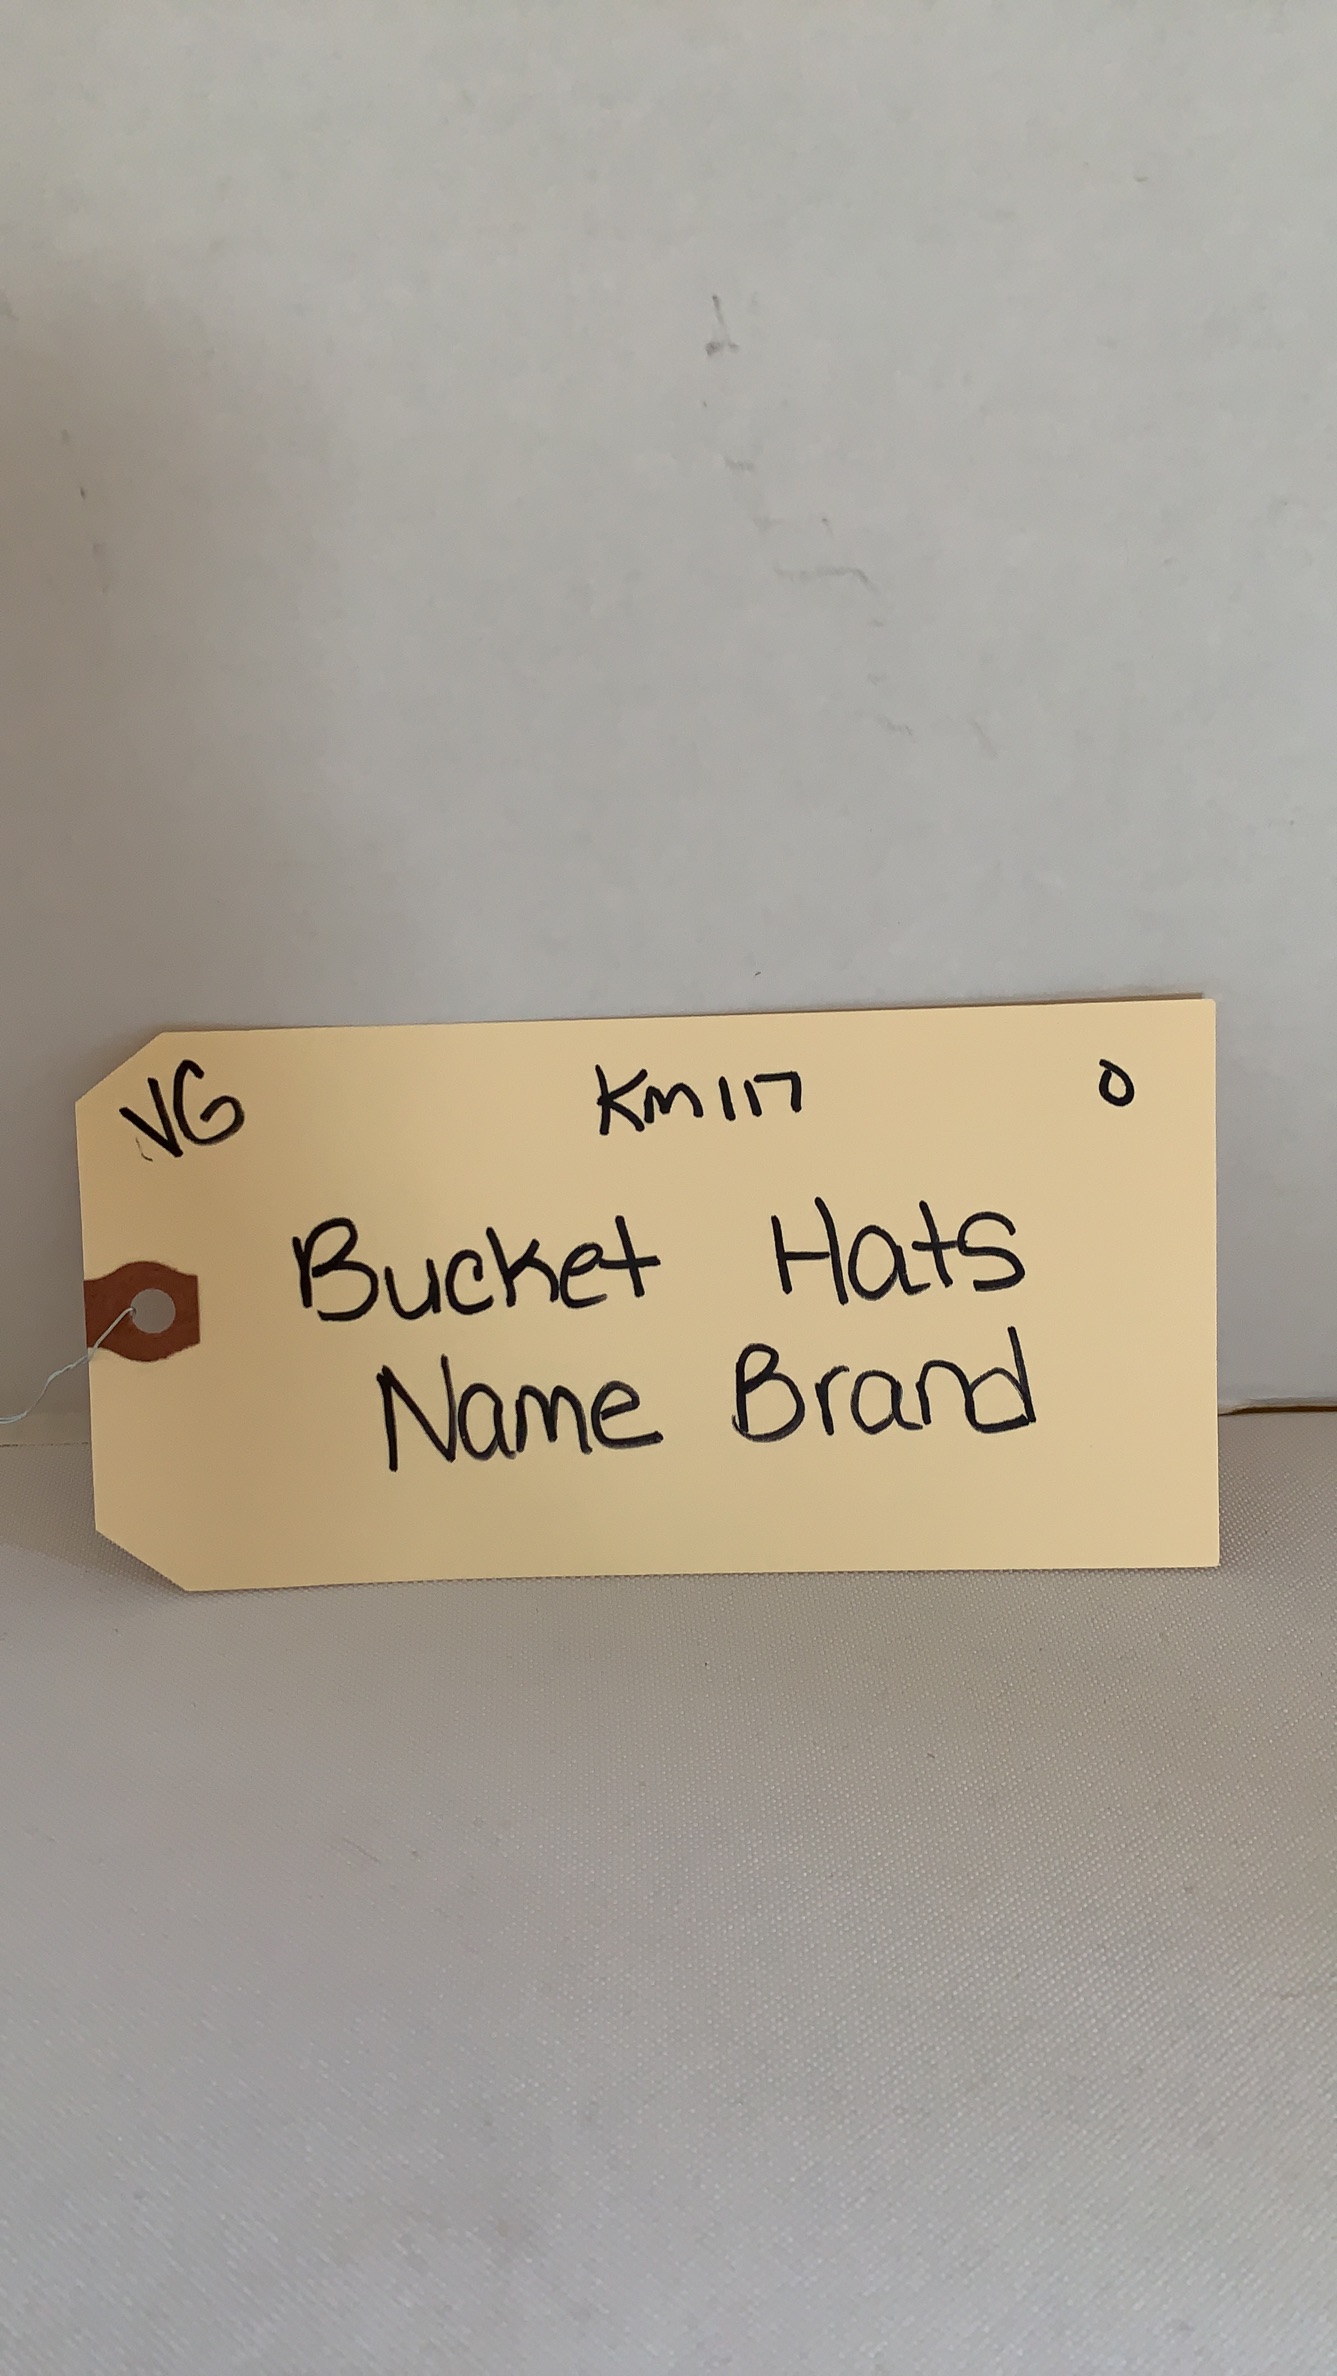 VG Km117 0
Bucket Hats
Name Brand